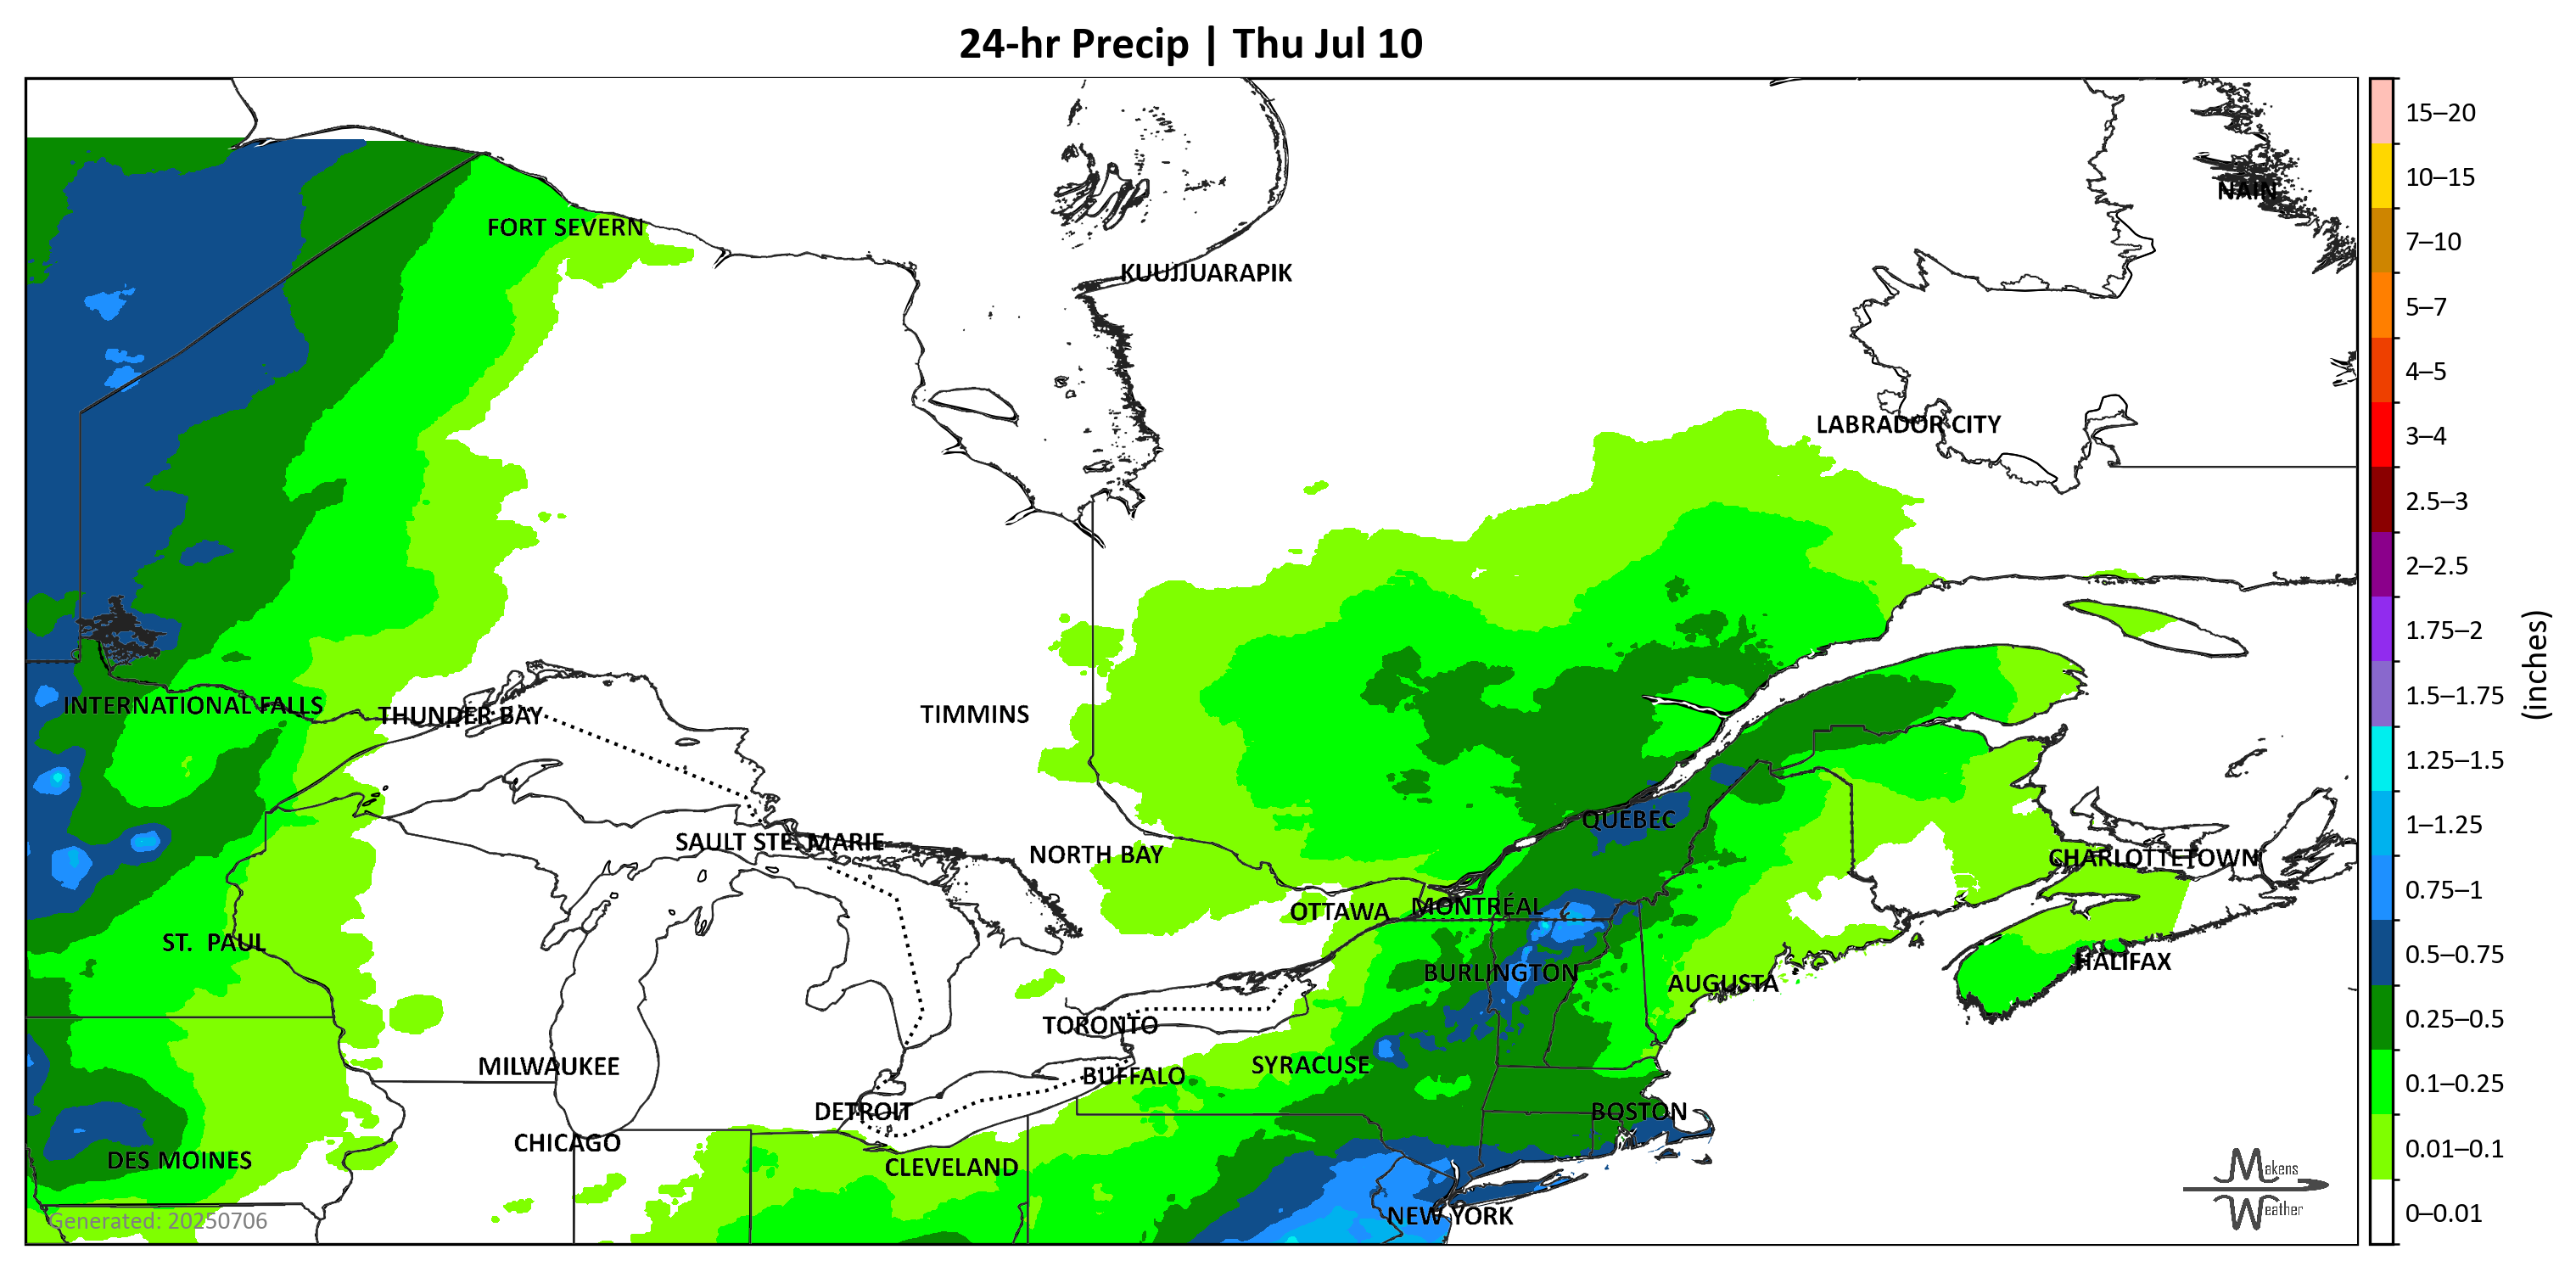 24-hr Precip | Thu Jul 10
NAIN
FORT SEVERN
KUUJJUARAPIK
LABRADOR CITY
INTERNATIONAL FALLS
THUNDER BAY
TIMMINS
QUEBEC
SAULT STE. MARIE
NORTH BAY
CHARLOTTETOWN
OTTAWA
MONTRÉAL
ST. PAUL
HALIFAX
BURLINGTON
AUGUSTA
TORONTO
MILWAUKEE
SYRACUSE
BUFFALO
DETROIT
BOSTON
CHICAGO
DES MOINES
CLEVELAND
NEW YORK
Generated: 20250706
Makens
Weather
15–20
10–15
7–10
5–7
4–5
3–4
2.5–3
2–2.5
1.75–2
1.5–1.75
1.25–1.5
1–1.25
0.75–1
0.5–0.75
0.25–0.5
0.1–0.25
0.01–0.1
0–0.01
(inches)